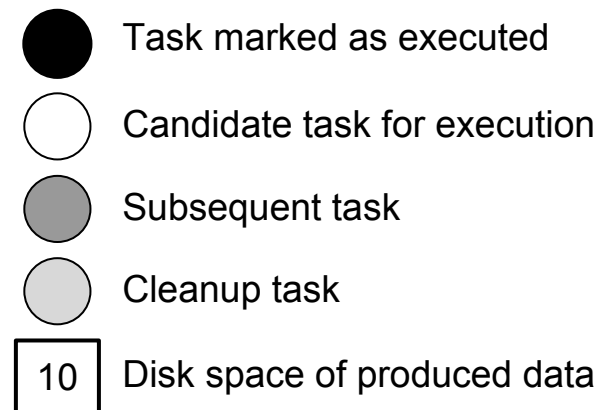 Task marked as executed
Candidate task for execution
Subsequent task
Cleanup task
10 Disk space of produced data